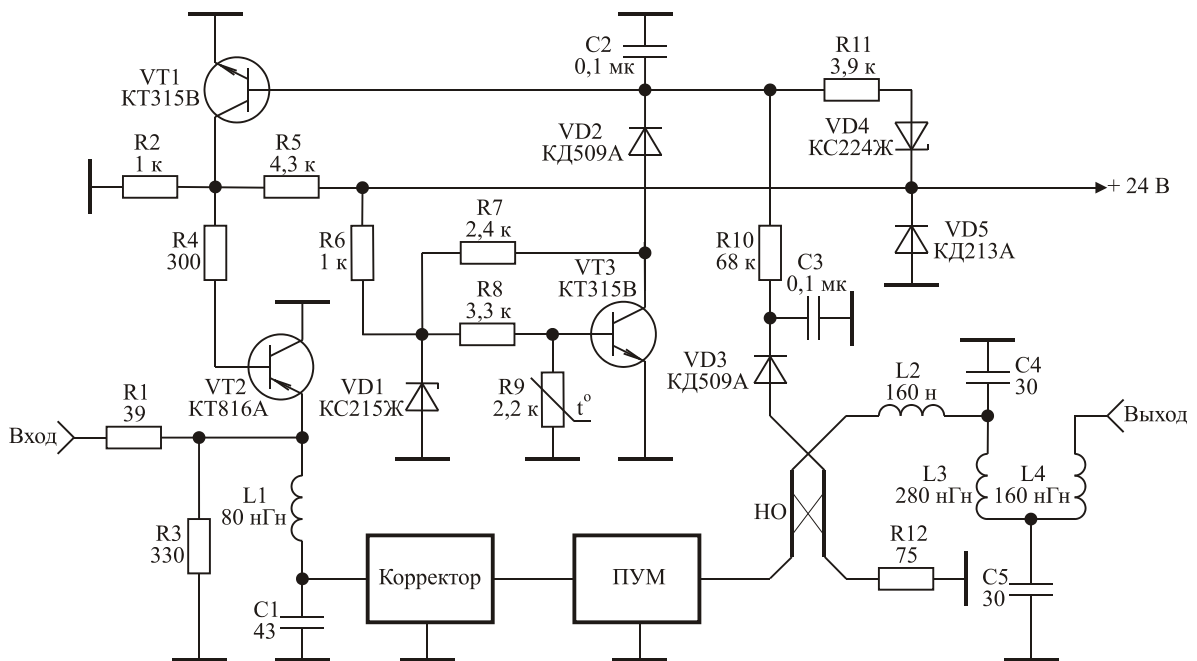 C2
0,1 мк
R11
3,9 к
VT1
КТ315В
VD2
КД509А
VD4
КС224Ж
R2
1 к
R5
4,3 к
+ 24 В
R4
300
R6
1 к
R7
2,4 к
R10
68 к
VD5
КД213А
C3
0,1 мк
VT3
КТ315В
R8
3,3 к
VT2
КТ816А
VD1
КС215Ж
R9
2,2 к
t°
VD3
КД509А
L2
160 н
C4
30
R1
39
Вход
Выход
L1
80 нГн
L3
280 нГн
L4
160 нГн
R3
330
НО
R12
75
Корректор
ПУМ
C1
43
C5
30